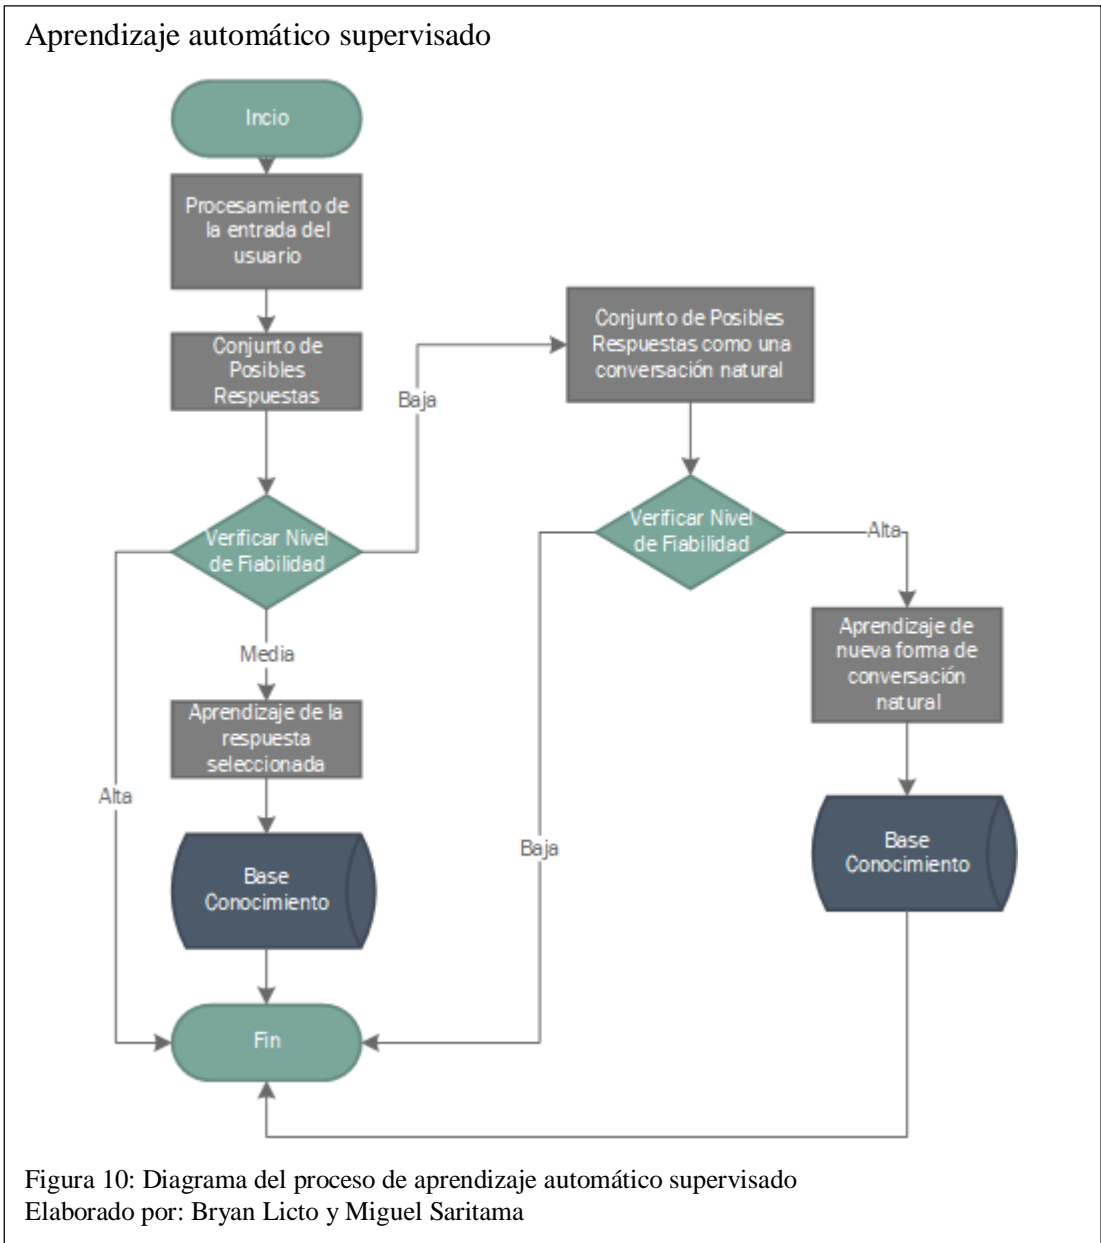 Aprendizaje automático supervisado
Incio
Procesamiento de
la entrada del
usuario
Conjunto de
Posibles
Respuestas
Verificar Nivel
de Fiabilidad
Baja
Conjunto de Posibles
Respuestas como una
conversación natural
Verificar Nivel
de Fiabilidad
Alta
Aprendizaje de
nueva forma de
conversación
natural
Base
Conocimiento
Media
Aprendizaje de la
respuesta
seleccionada
Alta
Base
Conocimiento
Baja
Fin
Figura 10: Diagrama del proceso de aprendizaje automático supervisado
Elaborado por: Bryan Licto y Miguel Saritama